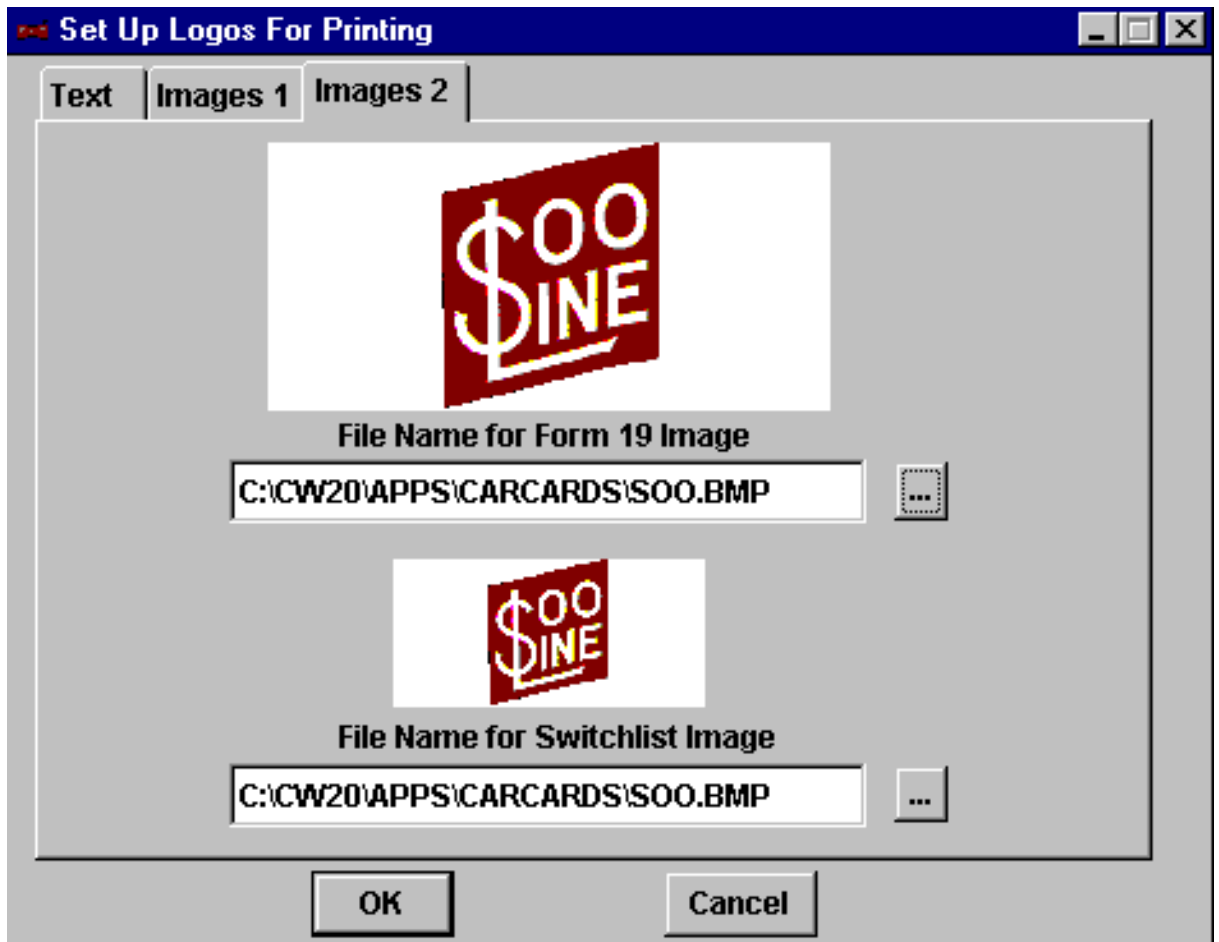 Set Up Logos For Printing
Text Images 1 Images 2
$OO
LINE
File Name for Form 19 Image
C:\CW20\APPS\CARCARDS\SOO.BMP
...
$OO
LINE
File Name for Switchlist Image
C:\CW20\APPS\CARCARDS\SOO.BMP
...
OK Cancel